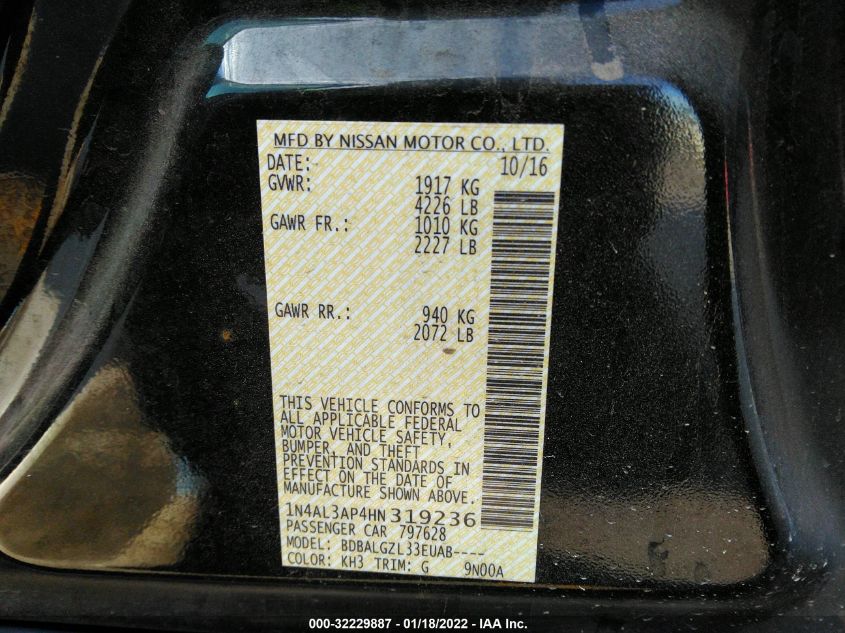 MFD BY NISSAN MOTOR CO., LTD.
DATE: 10/16
GVWR: 1917 KG
4226 LB
GAWR FR.: 1010 KG
2227 LB
GAWR RR.: 940 KG
2072 LB
THIS VEHICLE CONFORMS TO
ALL APPLICABLE FEDERAL
MOTOR VEHICLE SAFETY,
BUMPER, AND THEFT
PREVENTION STANDARDS IN
EFFECT ON THE DATE OF
MANUFACTURE SHOWN ABOVE.
1N4AL3AP4HN319236
PASSENGER CAR 797628
MODEL: BDBALGZL33EUAB----
COLOR: KH3 TRIM: G 9N00A
000-32229887 - 01/18/2022 - IAA Inc.